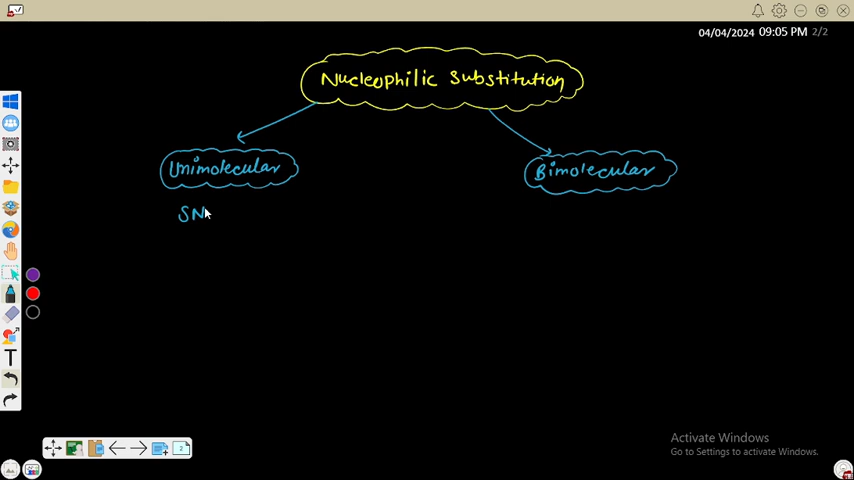 04/04/2024 09:05 PM 2/2
Nucleophilic Substitution
Unimolecular
Bimolecular
SN
T
2
Activate Windows
Go to Settings to activate Windows.